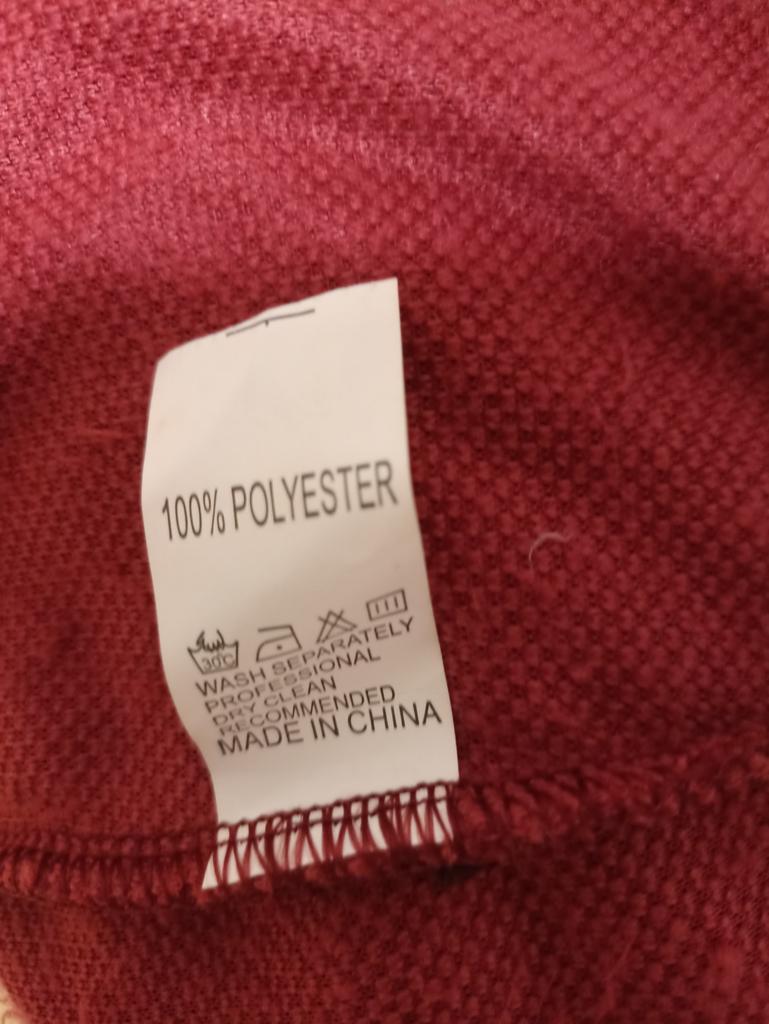 100% POLYESTER
30°C
WASH SEPARATELY
PROFESSIONAL
DRY CLEAN
RECOMMENDED
MADE IN CHINA